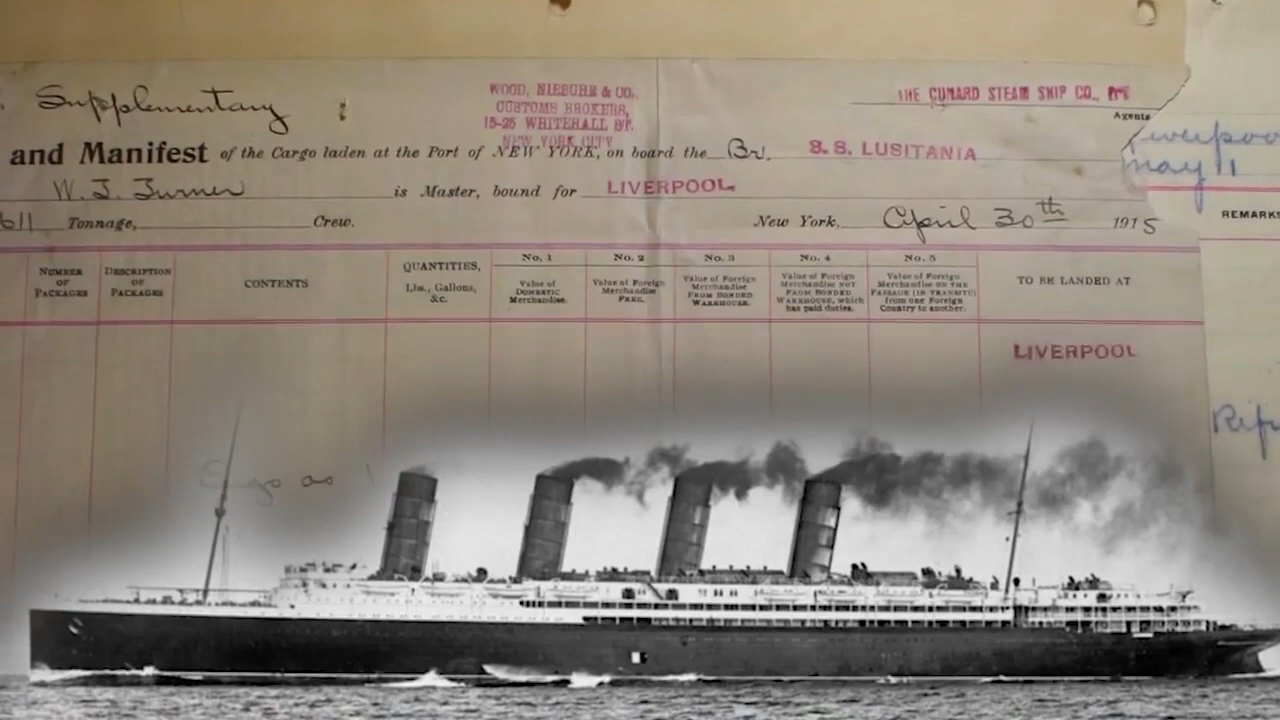 Supplementary
WOOD, NIEBUHR & CO.,
CUSTOMS BROKERS,
15-25 WHITEHALL ST.
NEW YORK CITY
THE CUNARD STEAM SHIP CO.,
Agents
and Manifest of the Cargo laden at the Port of NEW YORK, on board the Br. S. S. LUSITANIA
W. J. Turner is Master, bound for LIVERPOOL.
611 Tonnage, Crew. New York, April 30th 1915
May 11
REMARKS
NUMBER OF PACKAGES
DESCRIPTION OF PACKAGES
CONTENTS
QUANTITIES,
Lbs., Gallons,
&c.
No. 1
Value of
DOMESTIC
Merchandise.
No. 2
Value of Foreign
Merchandise
FREE.
No. 3
Value of Foreign
Merchandise
FROM BONDED
WAREHOUSE.
No. 4
Value of Foreign
Merchandise NOT
FROM BONDED
WAREHOUSE, which
has paid duties.
No. 5
Value of Foreign
Merchandise ON THE
PASSAGE (IN TRANSITU)
from one Foreign
Country to another.
TO BE LANDED AT
LIVERPOOL